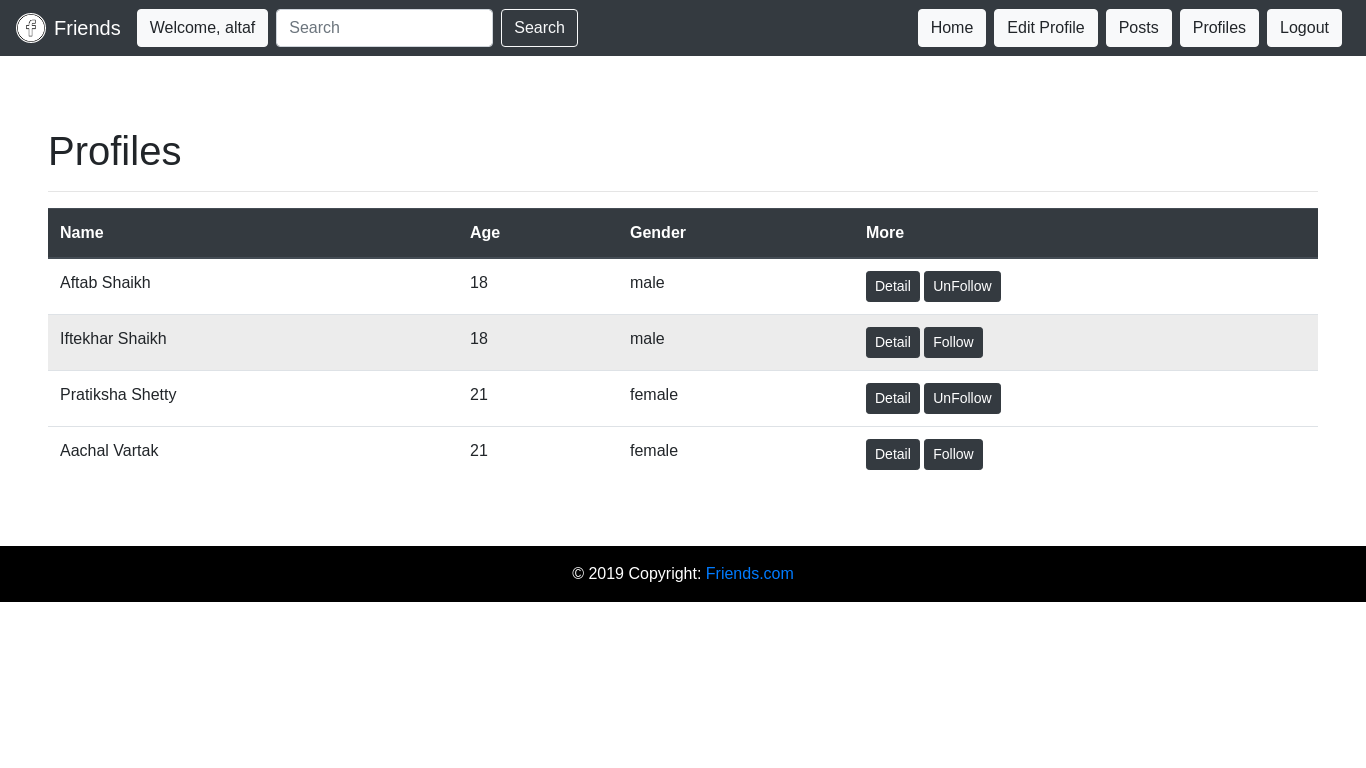 Friends Welcome, altaf Search Search Home Edit Profile Posts Profiles Logout
Profiles
Name Age Gender More
Aftab Shaikh 18 male Detail UnFollow
Iftekhar Shaikh 18 male Detail Follow
Pratiksha Shetty 21 female Detail UnFollow
Aachal Vartak 21 female Detail Follow
© 2019 Copyright: Friends.com